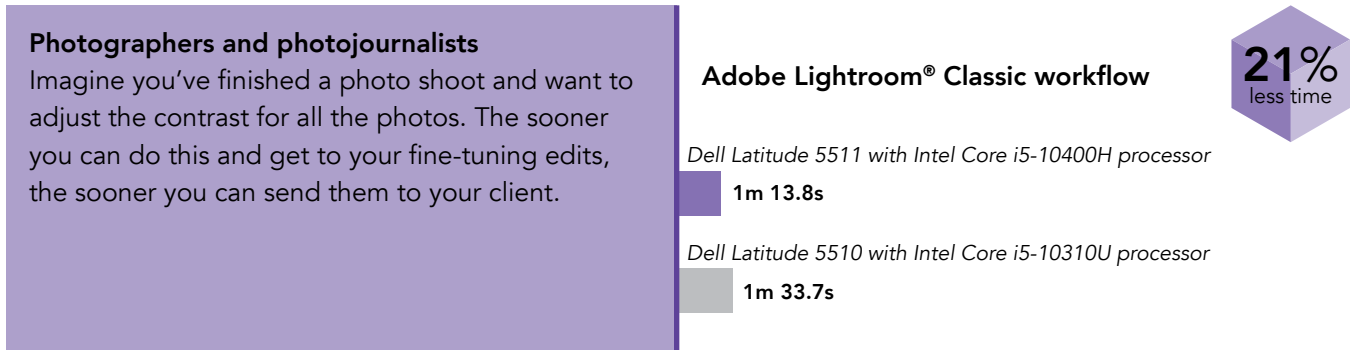 Photographers and photojournalists
Imagine you’ve finished a photo shoot and want to
adjust the contrast for all the photos. The sooner
you can do this and get to your fine-tuning edits,
the sooner you can send them to your client.
Adobe Lightroom® Classic workflow
21%
less time
Dell Latitude 5511 with Intel Core i5-10400H processor
1m 13.8s
Dell Latitude 5510 with Intel Core i5-10310U processor
1m 33.7s